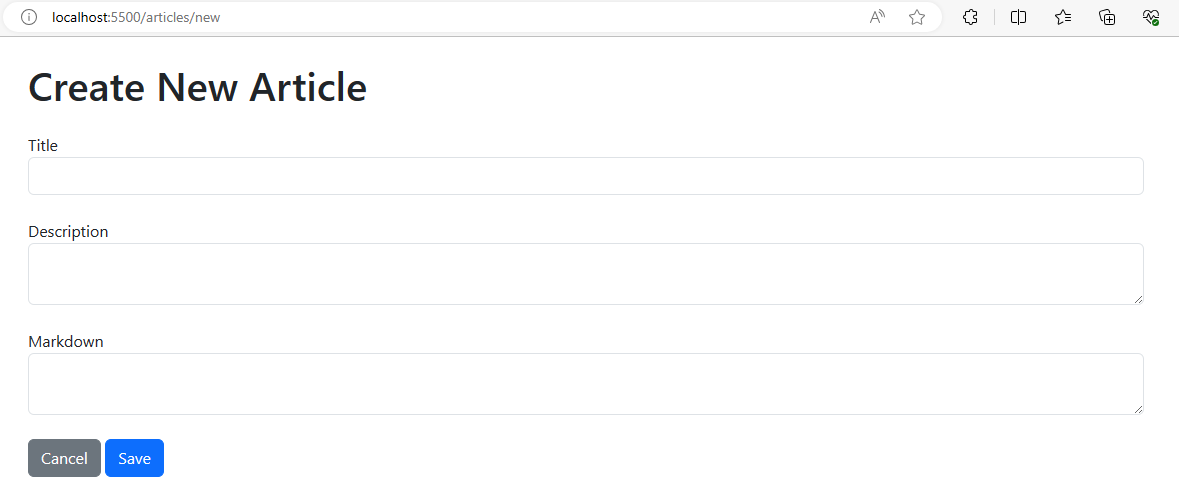 localhost:5500/articles/new
Create New Article
Title
Description
Markdown
Cancel Save